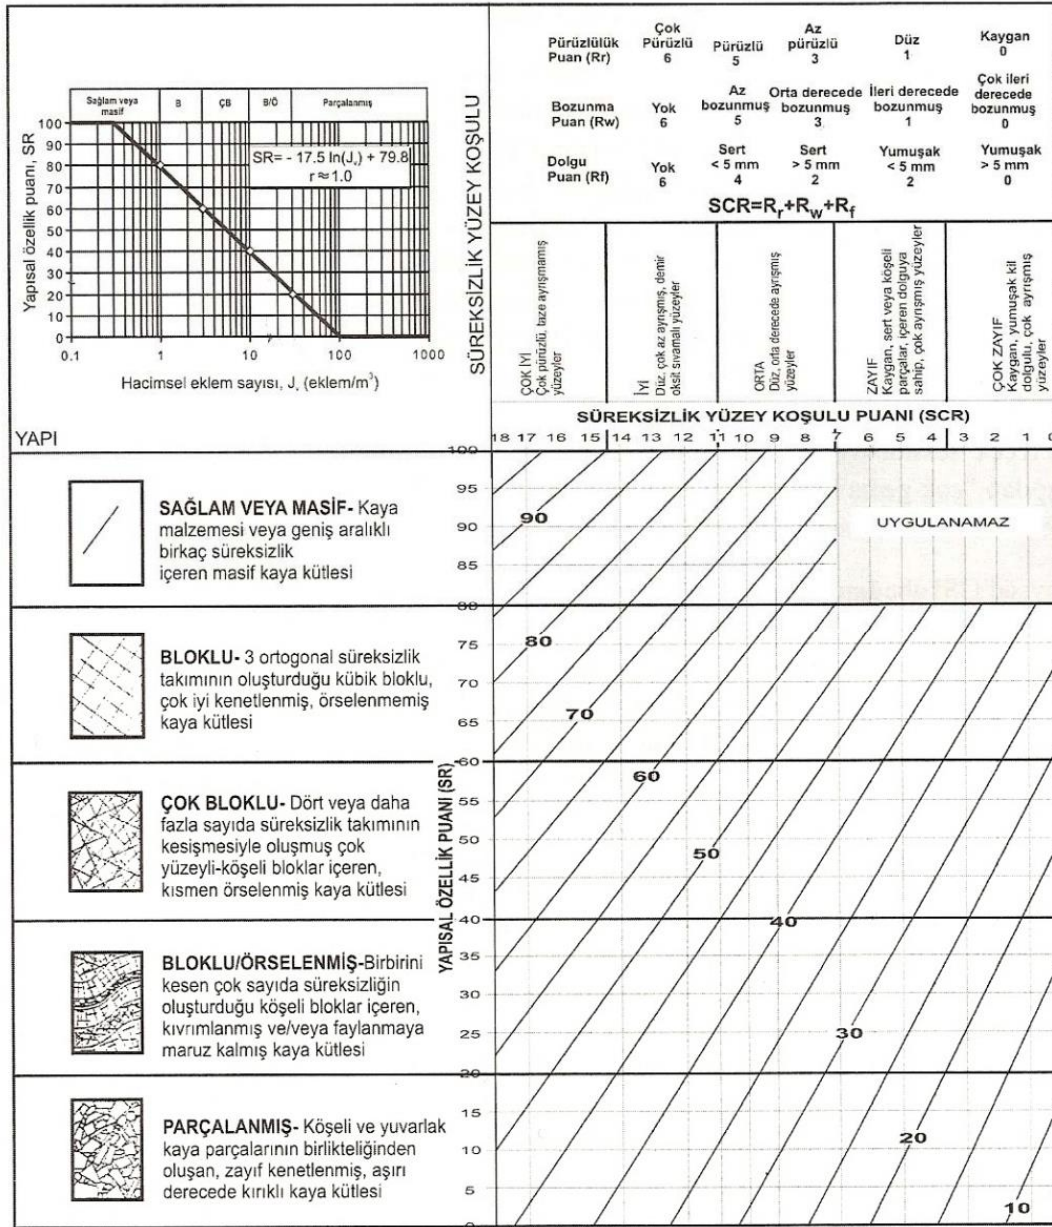 Sağlam veya
masif
B
ÇB
B/Ö
Parçalanmış
SR= - 17.5 ln(Jᵥ) + 79.8
r ≈ 1.0
Yapısal özellik puanı, SR
100
90
80
70
60
50
40
30
20
10
0
0.1 1 10 100 1000
Hacimsel eklem sayısı, Jᵥ (eklem/m³)
SÜREKSİZLİK YÜZEY KOŞULU
Pürüzlülük
Puan (Rr)
Çok
Pürüzlü
6
Pürüzlü
5
Az
pürüzlü
3
Düz
1
Kaygan
0
Bozunma
Puan (Rw)
Yok
6
Az
bozunmuş
5
Orta derecede
bozunmuş
3
İleri derecede
bozunmuş
1
Çok ileri
derecede
bozunmuş
0
Dolgu
Puan (Rf)
Yok
6
Sert
< 5 mm
4
Sert
> 5 mm
2
Yumuşak
< 5 mm
2
Yumuşak
> 5 mm
0
SCR=Rr+Rw+Rf
ÇOK İYİ
Çok pürüzlü, taze ayrışmamış
yüzeyler
İYİ
Düz, çok az ayrışmış, demir
oksit sıvamalı yüzeyler
ORTA
Düz, orta derecede ayrışmış
yüzeyler
ZAYIF
Kaygan, sert veya köşeli
parçalar, içeren dolguya
sahip, çok ayrışmış yüzeyler
ÇOK ZAYIF
Kaygan, yumuşak kil
dolgulu, çok ayrışmış
yüzeyler
SÜREKSİZLİK YÜZEY KOŞULU PUANI (SCR)
18 17 16 15 14 13 12 11 10 9 8 7 6 5 4 3 2 1 0
YAPI
SAĞLAM VEYA MASİF- Kaya
malzemesi veya geniş aralıklı
birkaç süreksizlik
içeren masif kaya kütlesi
BLOKLU- 3 ortogonal süreksizlik
takımının oluşturduğu kübik bloklu,
çok iyi kenetlenmiş, örselenmemiş
kaya kütlesi
ÇOK BLOKLU- Dört veya daha
fazla sayıda süreksizlik takımının
kesişmesiyle oluşmuş çok
yüzeyli-köşeli bloklar içeren,
kısmen örselenmiş kaya kütlesi
BLOKLU/ÖRSELENMİŞ-Birbirini
kesen çok sayıda süreksizliğin
oluşturduğu köşeli bloklar içeren,
kıvrımlanmış ve/veya faylanmaya
maruz kalmış kaya kütlesi
PARÇALANMIŞ- Köşeli ve yuvarlak
kaya parçalarının birlikteliğinden
oluşan, zayıf kenetlenmiş, aşırı
derecede kırıklı kaya kütlesi
YAPISAL ÖZELLİK PUANI (SR)
100
95
90
85
80
75
70
65
60
55
50
45
40
35
30
25
20
15
10
5
0
UYGULANAMAZ
90
80
70
60
50
40
30
20
10